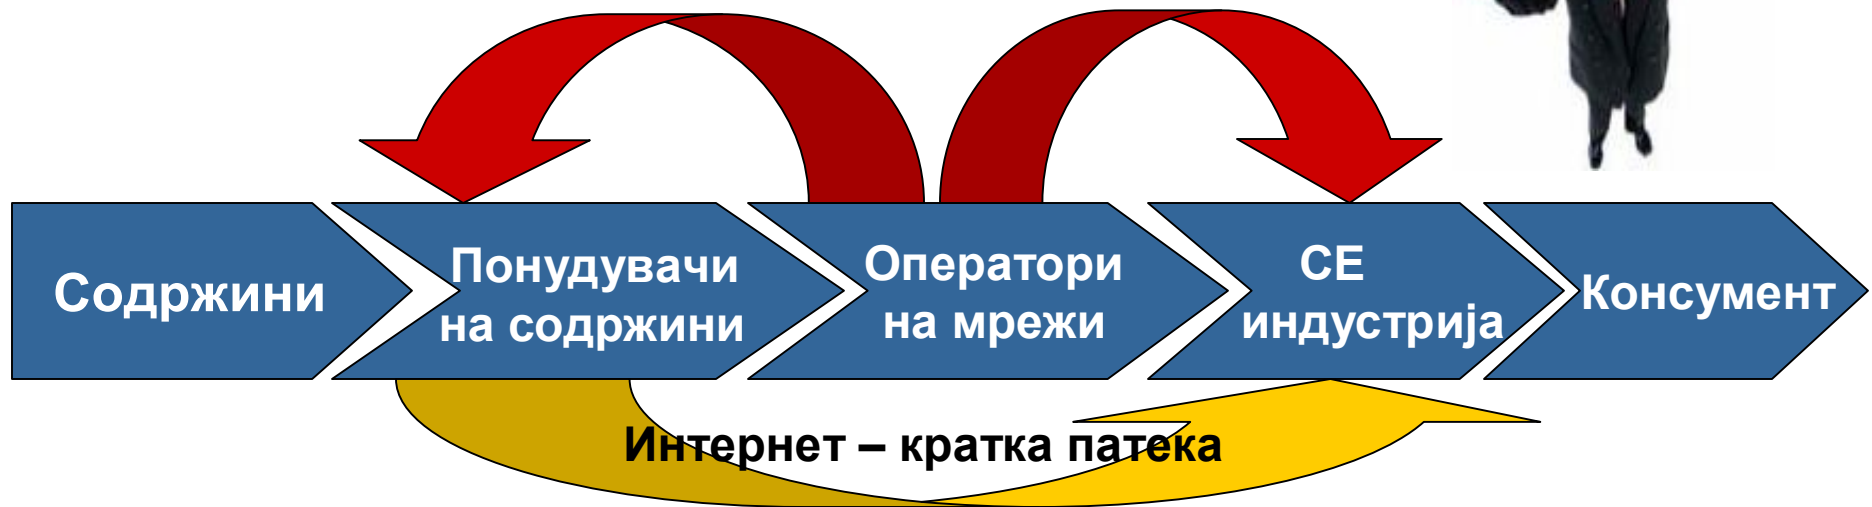 Содржини
Понудувачи
на содржини
Оператори
на мрежи
СЕ
индустрија
Консумент
Интернет – кратка патека